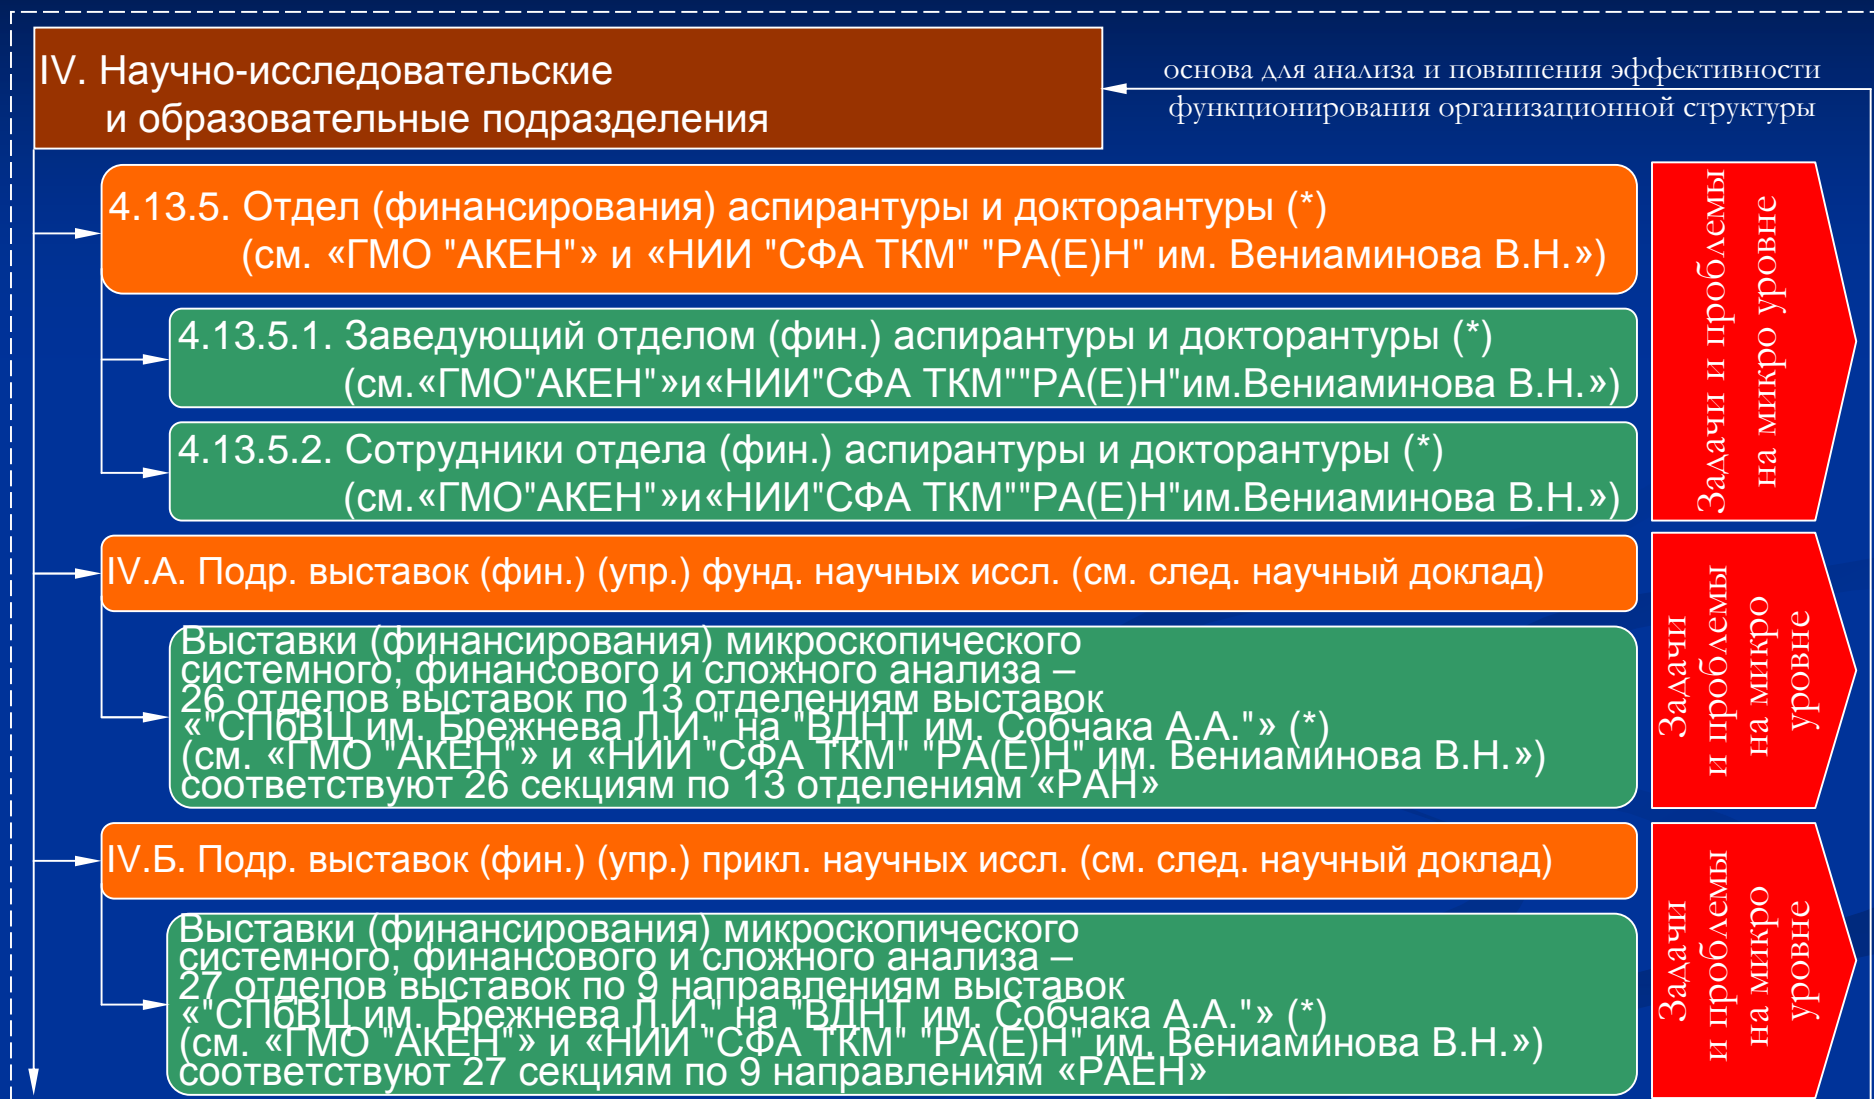 IV. Научно-исследовательские
и образовательные подразделения
основа для анализа и повышения эффективности
функционирования организационной структуры
4.13.5. Отдел (финансирования) аспирантуры и докторантуры (*)
(см. «ГМО "АКЕН"» и «НИИ "СФА ТКМ" "РА(Е)Н" им. Вениаминова В.Н.»)
4.13.5.1. Заведующий отделом (фин.) аспирантуры и докторантуры (*)
(см.«ГМО"АКЕН"»и«НИИ"СФА ТКМ""РА(Е)Н"им.Вениаминова В.Н.»)
4.13.5.2. Сотрудники отдела (фин.) аспирантуры и докторантуры (*)
(см.«ГМО"АКЕН"»и«НИИ"СФА ТКМ""РА(Е)Н"им.Вениаминова В.Н.»)
Задачи и проблемы
на микро уровне
IV.А. Подр. выставок (фин.) (упр.) фунд. научных иссл. (см. след. научный доклад)
Выставки (финансирования) микроскопического
системного, финансового и сложного анализа –
26 отделов выставок по 13 отделениям выставок
«"СПбВЦ им. Брежнева Л.И." на "ВДНТ им. Собчака А.А."» (*)
(см. «ГМО "АКЕН"» и «НИИ "СФА ТКМ" "РА(Е)Н" им. Вениаминова В.Н.»)
соответствуют 26 секциям по 13 отделениям «РАН»
Задачи
и проблемы
на микро
уровне
IV.Б. Подр. выставок (фин.) (упр.) прикл. научных иссл. (см. след. научный доклад)
Выставки (финансирования) микроскопического
системного, финансового и сложного анализа –
27 отделов выставок по 9 направлениям выставок
«"СПбВЦ им. Брежнева Л.И." на "ВДНТ им. Собчака А.А."» (*)
(см. «ГМО "АКЕН"» и «НИИ "СФА ТКМ" "РА(Е)Н" им. Вениаминова В.Н.»)
соответствуют 27 секциям по 9 направлениям «РАЕН»
Задачи
и проблемы
на микро
уровне